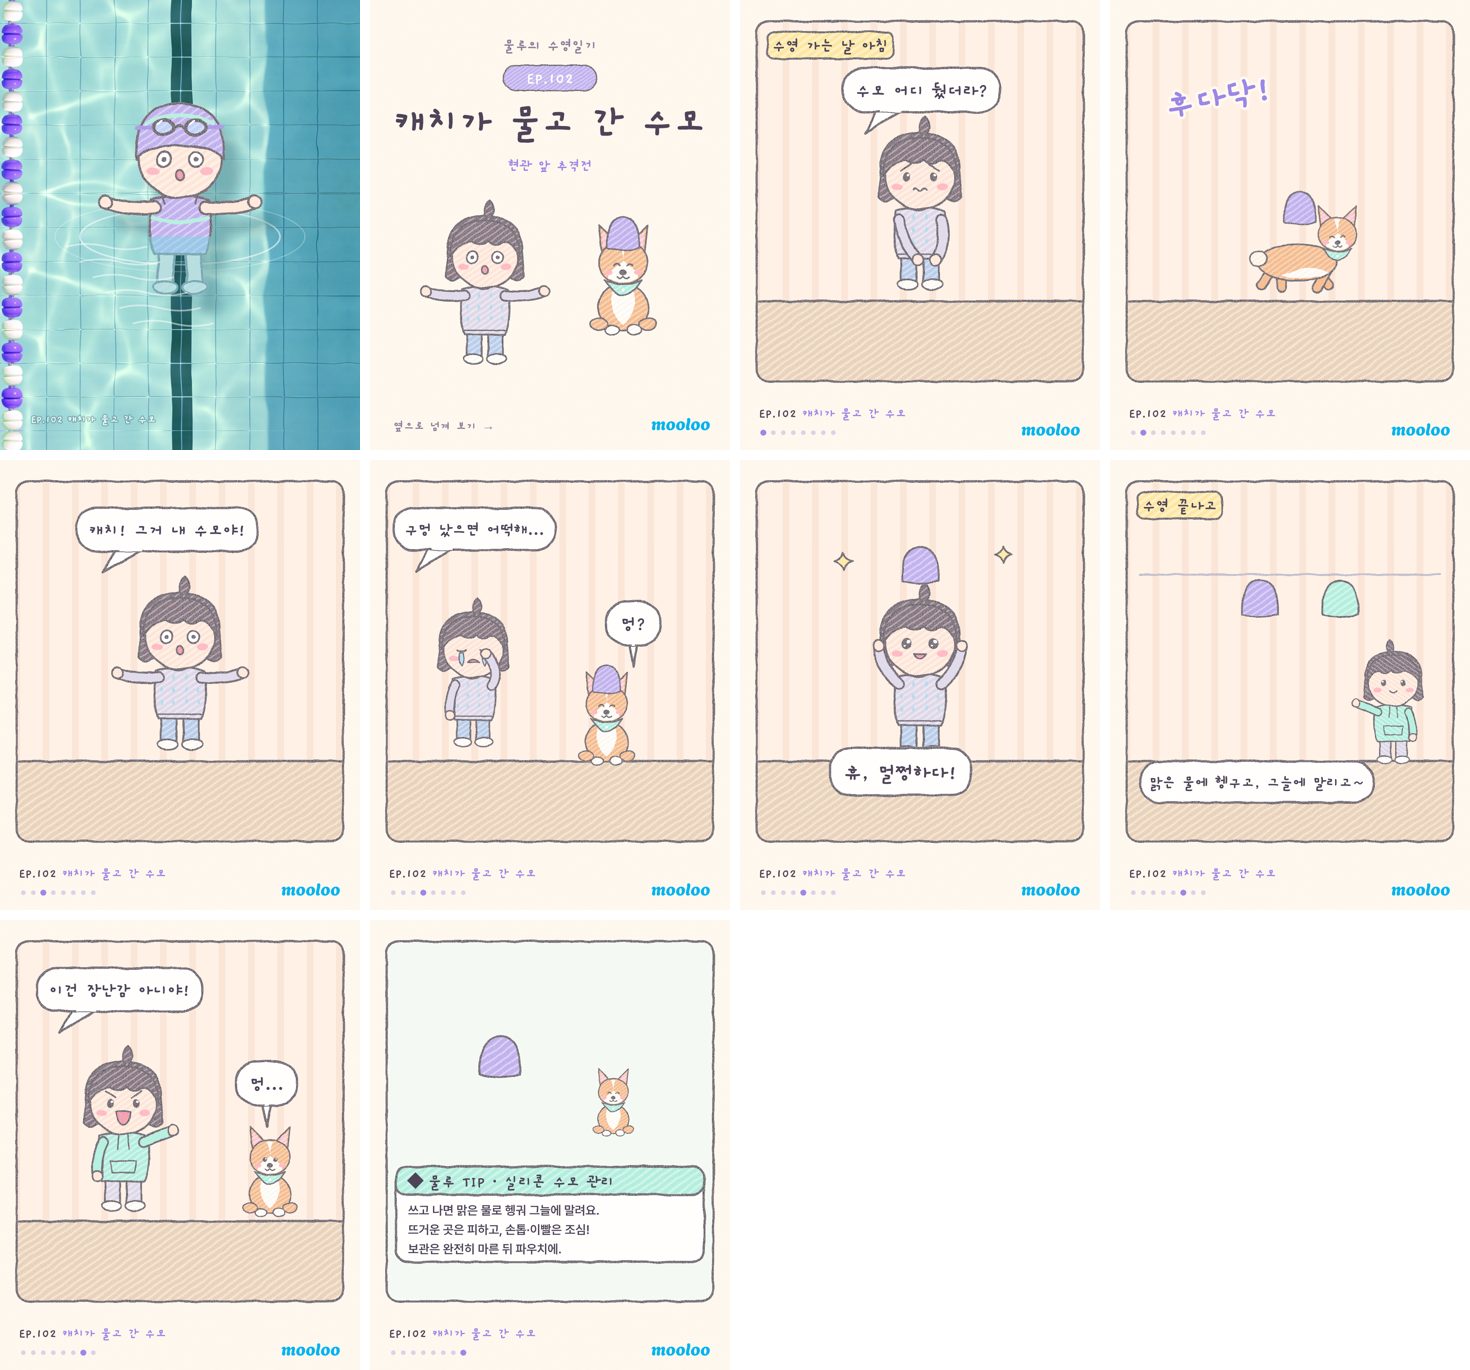 EP.102 캐치가 물고 간 수모
물루의 수영일기
EP.102
캐치가 물고 간 수모
현관 앞 추격전
옆으로 넘겨 보기 →
mooloo
수영 가는 날 아침
수모 어디 뒀더라?
EP.102 캐치가 물고 간 수모
mooloo
후다닥!
EP.102 캐치가 물고 간 수모
mooloo
캐치! 그거 내 수모야!
EP.102 캐치가 물고 간 수모
mooloo
구멍 났으면 어떡해...
멍?
EP.102 캐치가 물고 간 수모
mooloo
휴, 멀쩡하다!
EP.102 캐치가 물고 간 수모
mooloo
수영 끝나고
맑은 물에 헹구고, 그늘에 말리고~
EP.102 캐치가 물고 간 수모
mooloo
이건 장난감 아니야!
멍...
EP.102 캐치가 물고 간 수모
mooloo
◆ 물루 TIP · 실리콘 수모 관리
쓰고 나면 맑은 물로 헹궈 그늘에 말려요.
뜨거운 곳은 피하고, 손톱·이빨은 조심!
보관은 완전히 마른 뒤 파우치에.
EP.102 캐치가 물고 간 수모
mooloo